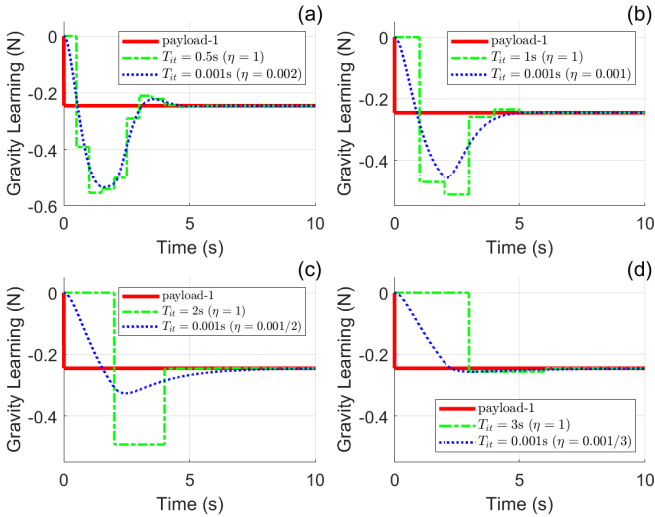 (a)
Gravity Learning (N)
0
-0.2
-0.4
-0.6
payload-1
T_it = 0.5s (η = 1)
T_it = 0.001s (η = 0.002)
0 5 10
Time (s)
(b)
Gravity Learning (N)
0
-0.2
-0.4
payload-1
T_it = 1s (η = 1)
T_it = 0.001s (η = 0.001)
0 5 10
Time (s)
(c)
Gravity Learning (N)
0
-0.2
-0.4
payload-1
T_it = 2s (η = 1)
T_it = 0.001s (η = 0.001/2)
0 5 10
Time (s)
(d)
Gravity Learning (N)
0
-0.2
-0.4
payload-1
T_it = 3s (η = 1)
T_it = 0.001s (η = 0.001/3)
0 5 10
Time (s)